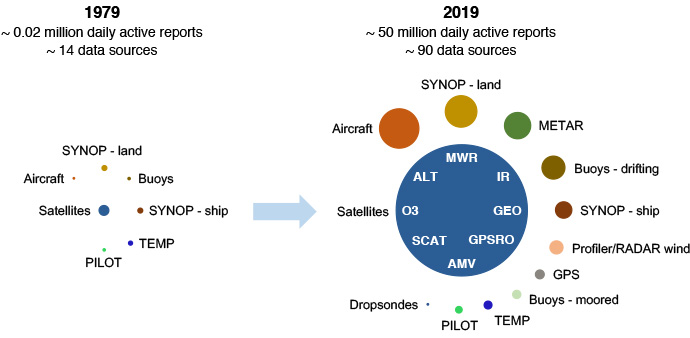 1979
~ 0.02 million daily active reports
~ 14 data sources
SYNOP - land
Aircraft
Buoys
Satellites
SYNOP - ship
TEMP
PILOT
2019
~ 50 million daily active reports
~ 90 data sources
SYNOP - land
Aircraft
METAR
MWR
ALT
IR
Buoys - drifting
Satellites
O3
GEO
SYNOP - ship
SCAT
GPSRO
Profiler/RADAR wind
AMV
GPS
Buoys - moored
Dropsondes
PILOT
TEMP